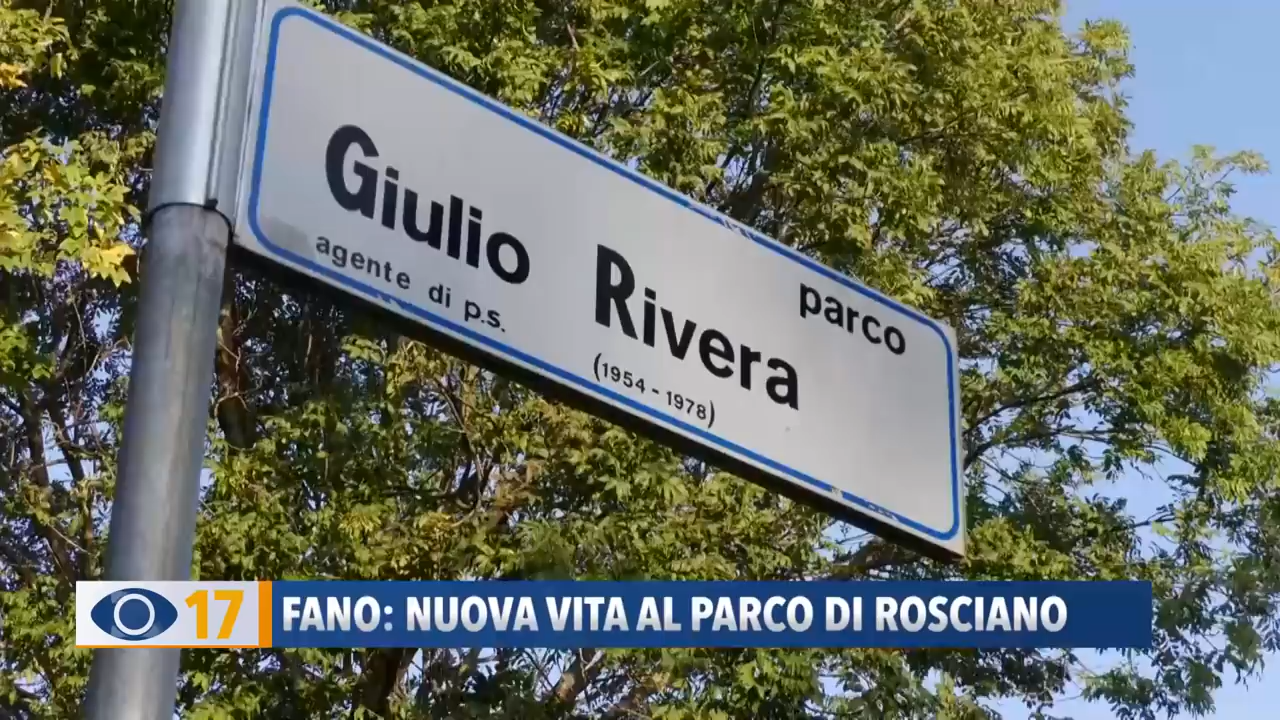 parco
Giulio Rivera
agente di p.s.
(1954 - 1978)
17 FANO: NUOVA VITA AL PARCO DI ROSCIANO